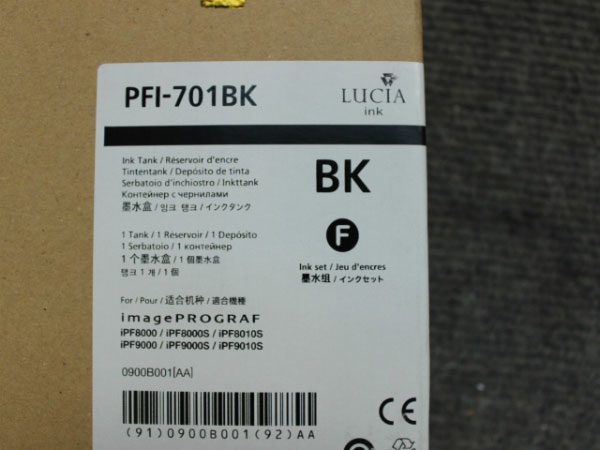 PFI-701BK
LUCIA
ink
Ink Tank / Réservoir d'encre
Tintentank / Depósito de tinta
Serbatoio d'inchiostro / Inkttank
Контейнер с чернилами
墨水盒 / 잉크 탱크 / インクタンク
BK
F
1 Tank / 1 Réservoir / 1 Depósito
1 Serbatoio / 1 контейнер
1 个墨水盒 / 1 個墨水盒
탱크 1 개 / 1 個
Ink set / Jeu d'encres
墨水组 / インクセット
For / Pour / 适合机种 / 適合機種
imagePROGRAF
iPF8000 / iPF8000S / iPF8010S
iPF9000 / iPF9000S / iPF9010S
0900B001[AA]
(91)0900B001(92)AA
CE